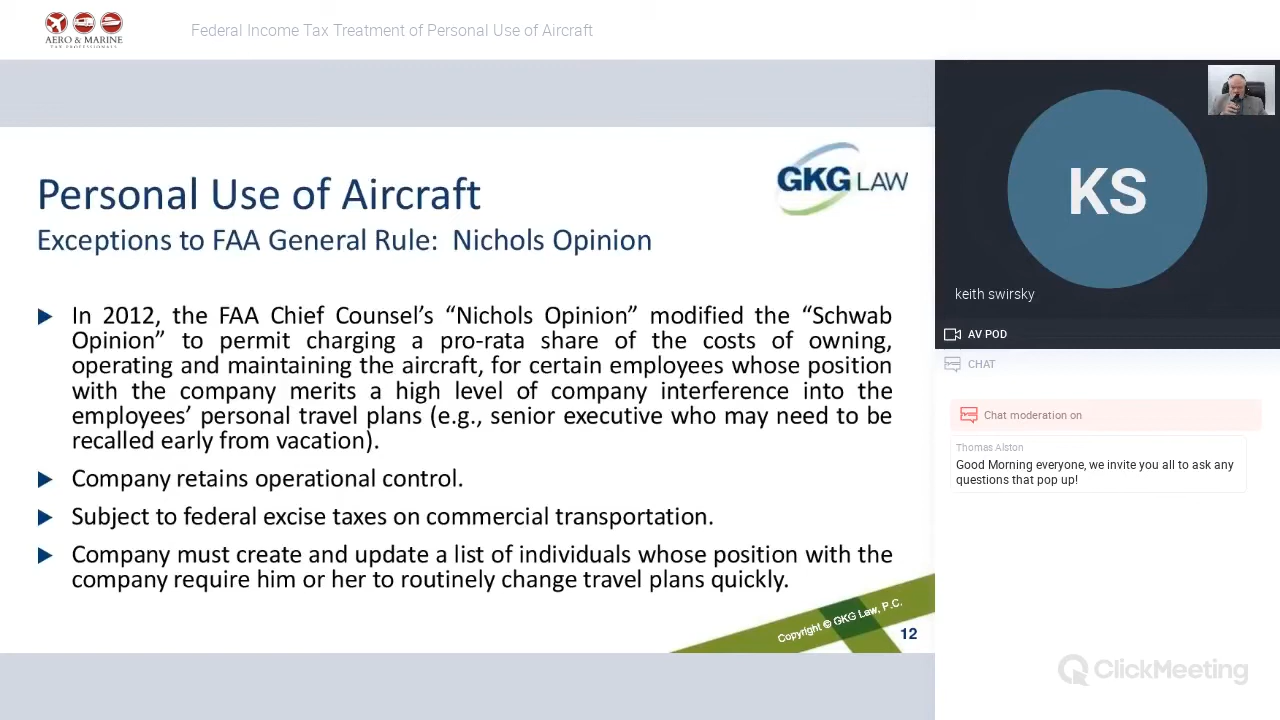 AERO & MARINE
TAX PROFESSIONALS
Federal Income Tax Treatment of Personal Use of Aircraft
GKG LAW
Personal Use of Aircraft
Exceptions to FAA General Rule:  Nichols Opinion
In 2012, the FAA Chief Counsel’s “Nichols Opinion” modified the “Schwab
Opinion” to permit charging a pro-rata share of the costs of owning,
operating and maintaining the aircraft, for certain employees whose position
with the company merits a high level of company interference into the
employees’ personal travel plans (e.g., senior executive who may need to be
recalled early from vacation).
Company retains operational control.
Subject to federal excise taxes on commercial transportation.
Company must create and update a list of individuals whose position with the
company require him or her to routinely change travel plans quickly.
Copyright © GKG Law, P.C.
12
KS
keith swirsky
AV POD
CHAT
Chat moderation on
Thomas Alston
Good Morning everyone, we invite you all to ask any
questions that pop up!
ClickMeeting